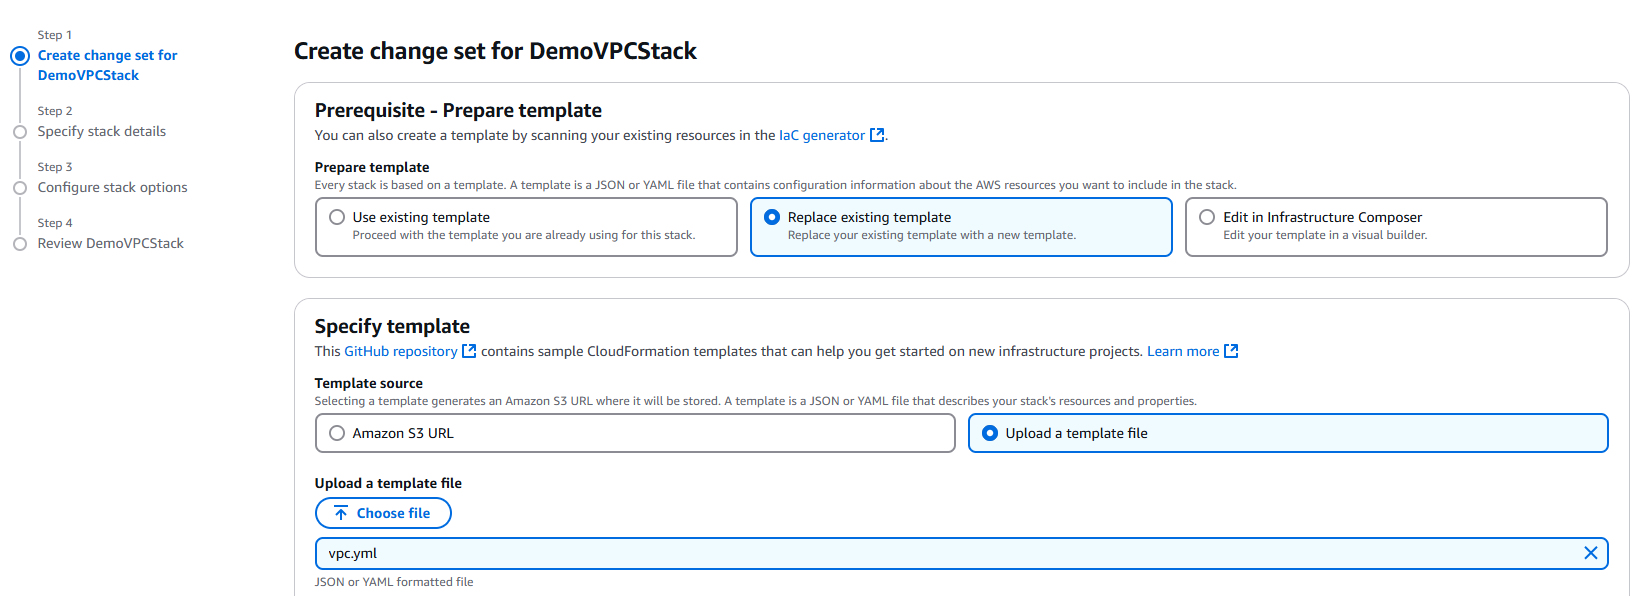 Step 1
Create change set for
DemoVPCStack
Step 2
Specify stack details
Step 3
Configure stack options
Step 4
Review DemoVPCStack
Create change set for DemoVPCStack
Prerequisite - Prepare template
You can also create a template by scanning your existing resources in the IaC generator.
Prepare template
Every stack is based on a template. A template is a JSON or YAML file that contains configuration information about the AWS resources you want to include in the stack.
Use existing template
Proceed with the template you are already using for this stack.
Replace existing template
Replace your existing template with a new template.
Edit in Infrastructure Composer
Edit your template in a visual builder.
Specify template
This GitHub repository contains sample CloudFormation templates that can help you get started on new infrastructure projects. Learn more
Template source
Selecting a template generates an Amazon S3 URL where it will be stored. A template is a JSON or YAML file that describes your stack's resources and properties.
Amazon S3 URL
Upload a template file
Upload a template file
Choose file
vpc.yml
JSON or YAML formatted file